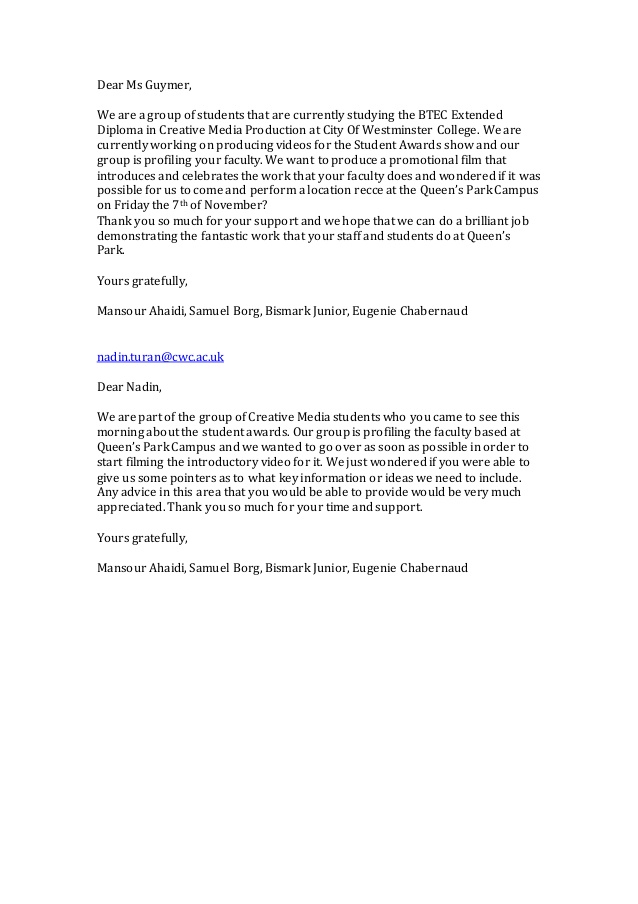 Dear Ms Guymer,
We are a group of students that are currently studying the BTEC Extended
Diploma in Creative Media Production at City Of Westminster College. We are
currently working on producing videos for the Student Awards show and our
group is profiling your faculty. We want to produce a promotional film that
introduces and celebrates the work that your faculty does and wondered if it was
possible for us to come and perform a location recce at the Queen's Park Campus
on Friday the 7th of November?
Thank you so much for your support and we hope that we can do a brilliant job
demonstrating the fantastic work that your staff and students do at Queen's
Park.
Yours gratefully,
Mansour Ahaidi, Samuel Borg, Bismark Junior, Eugenie Chabernaud
nadin.turan@cwc.ac.uk
Dear Nadin,
We are part of the group of Creative Media students who you came to see this
morning about the student awards. Our group is profiling the faculty based at
Queen's Park Campus and we wanted to go over as soon as possible in order to
start filming the introductory video for it. We just wondered if you were able to
give us some pointers as to what key information or ideas we need to include.
Any advice in this area that you would be able to provide would be very much
appreciated. Thank you so much for your time and support.
Yours gratefully,
Mansour Ahaidi, Samuel Borg, Bismark Junior, Eugenie Chabernaud